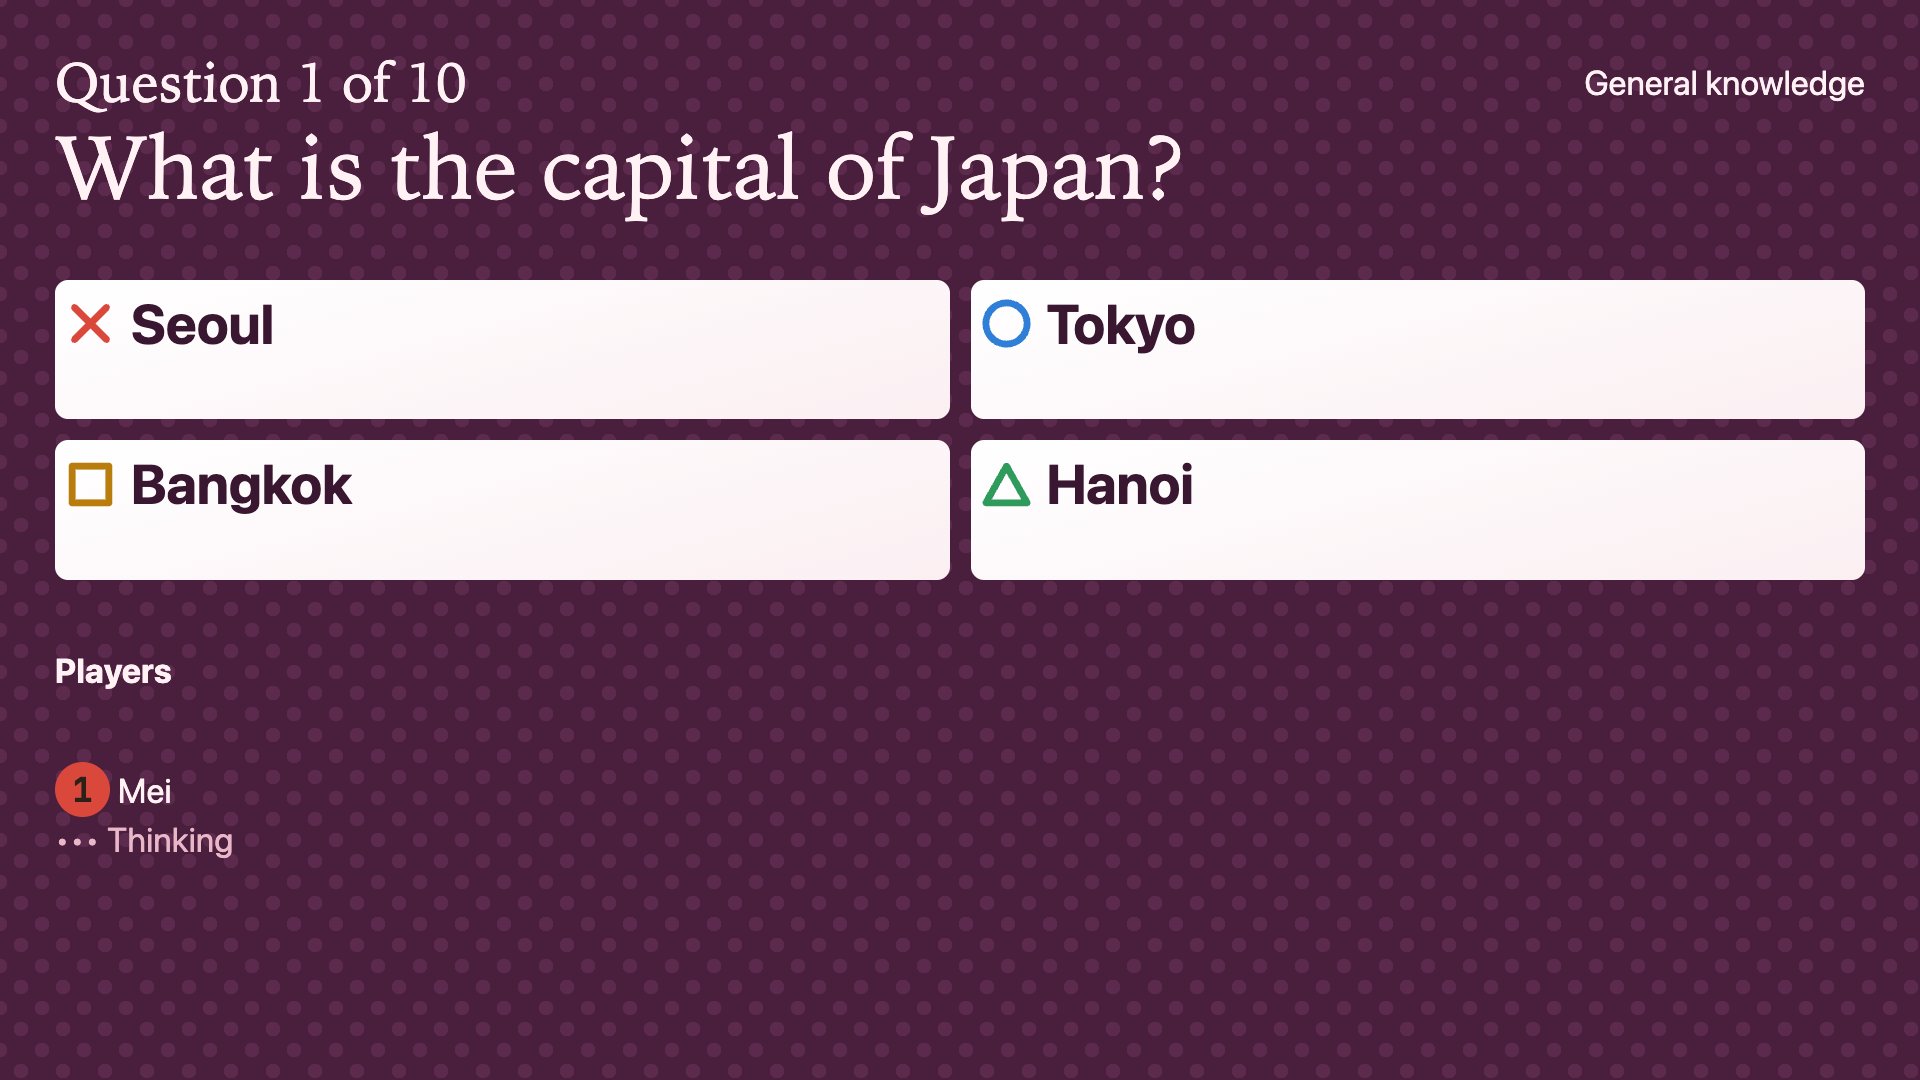 Question 1 of 10
General knowledge
What is the capital of Japan?
Seoul
Tokyo
Bangkok
Hanoi
Players
1 Mei
••• Thinking